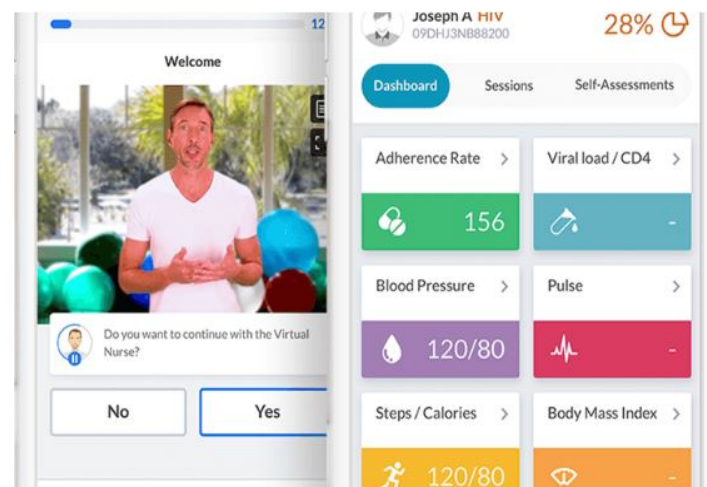 12
Welcome
Do you want to continue with the Virtual
Nurse?
No
Yes
Joseph A HIV
09DHJ3NB88200
28%
Dashboard
Sessions
Self-Assessments
Adherence Rate
Viral load / CD4
156
-
Blood Pressure
Pulse
120/80
-
Steps / Calories
Body Mass Index
120/80
-